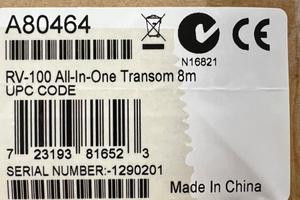 A80464
N16821
RV-100 All-In-One Transom 8m
UPC CODE
7 23193 81652 3
SERIAL NUMBER:-1290201
Made In China